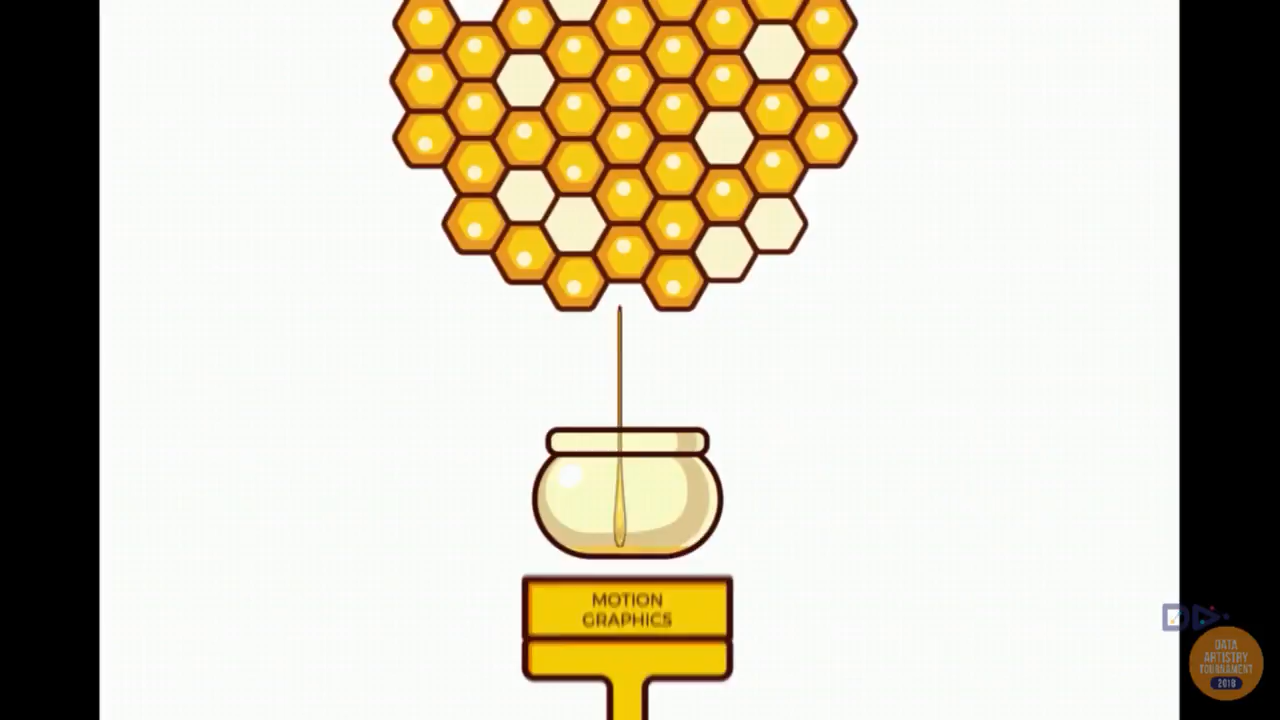 MOTION
GRAPHICS
DATA
ARTISTRY
TOURNAMENT
2018